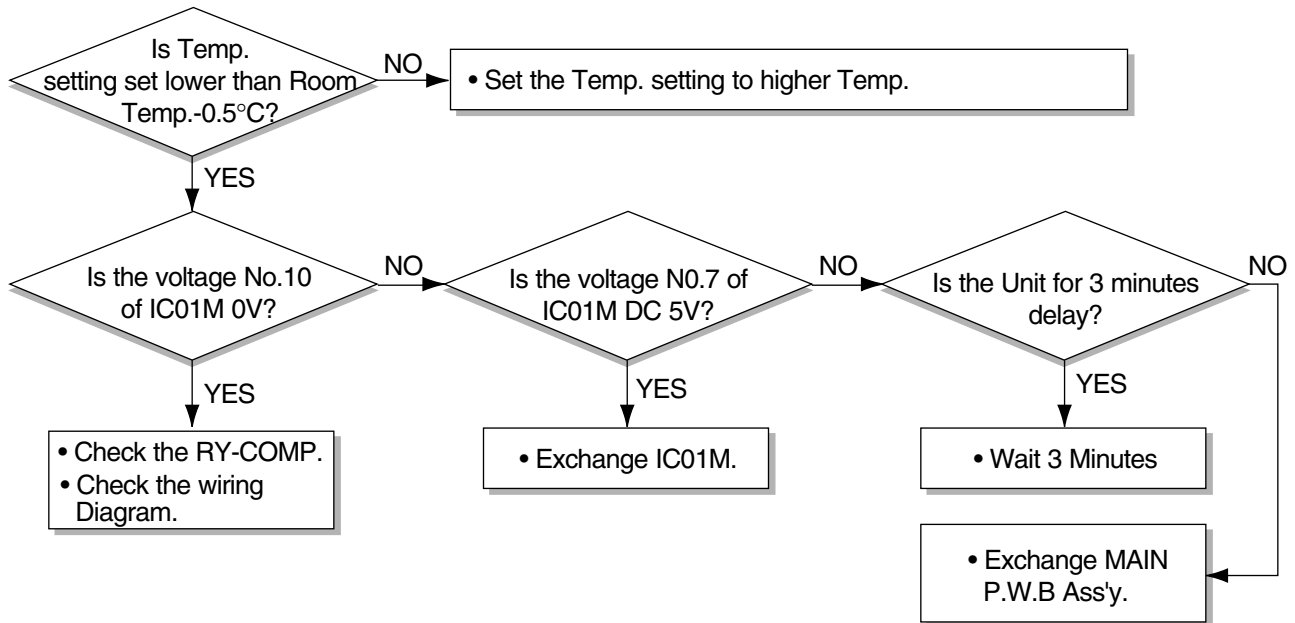 Is Temp.
setting set lower than Room
Temp.-0.5°C?
NO
• Set the Temp. setting to higher Temp.
YES
Is the voltage No.10
of IC01M 0V?
NO
Is the voltage N0.7 of
IC01M DC 5V?
NO
Is the Unit for 3 minutes
delay?
NO
YES
YES
YES
• Check the RY-COMP.
• Check the wiring
Diagram.
• Exchange IC01M.
• Wait 3 Minutes
• Exchange MAIN
P.W.B Ass'y.